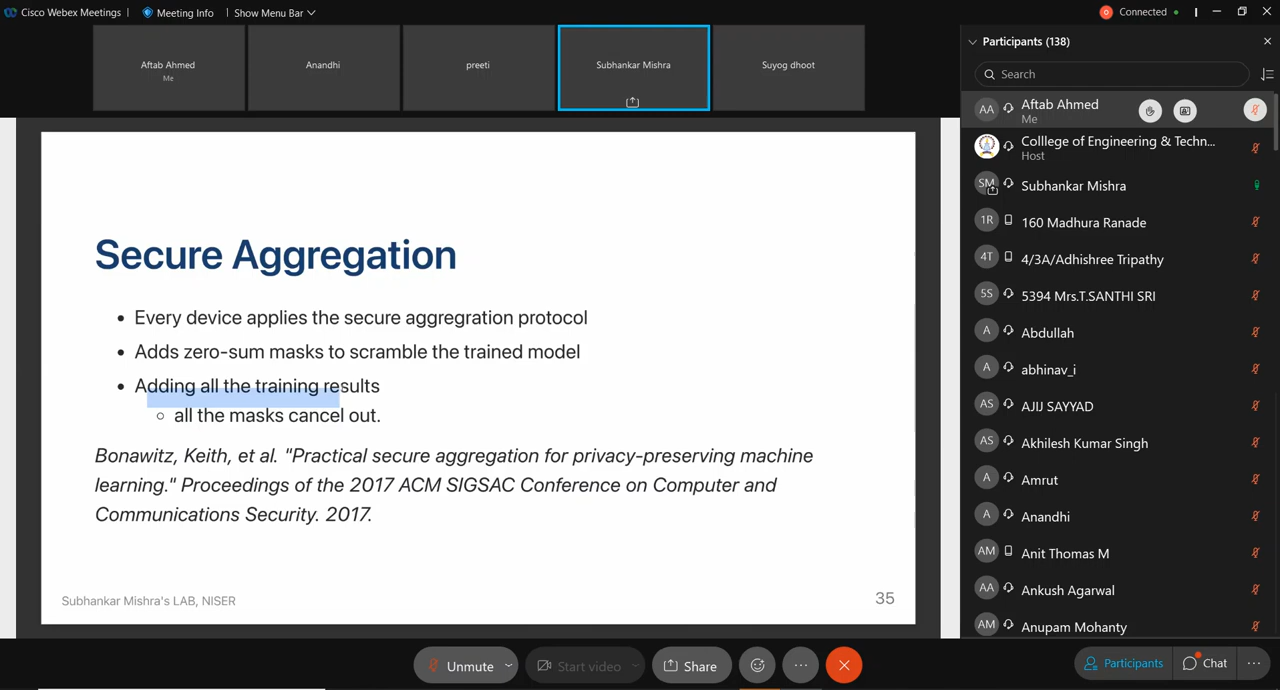 Cisco Webex Meetings | Meeting Info | Show Menu Bar
Connected
Aftab Ahmed
Me
Anandhi
preeti
Subhankar Mishra
Suyog dhoot
Secure Aggregation
• Every device applies the secure aggregration protocol
• Adds zero-sum masks to scramble the trained model
• Adding all the training results
all the masks cancel out.
Bonawitz, Keith, et al. "Practical secure aggregation for privacy-preserving machine
learning." Proceedings of the 2017 ACM SIGSAC Conference on Computer and
Communications Security. 2017.
Subhankar Mishra's LAB, NISER
35
Participants (138)
Search
AA Aftab Ahmed
Me
Colllege of Engineering & Techn...
Host
SM Subhankar Mishra
1R 160 Madhura Ranade
4T 4/3A/Adhishree Tripathy
5S 5394 Mrs.T.SANTHI SRI
A Abdullah
A abhinav_i
AS AJIJ SAYYAD
AS Akhilesh Kumar Singh
A Amrut
A Anandhi
AM Anit Thomas M
AA Ankush Agarwal
AM Anupam Mohanty
Unmute
Start video
Share
Participants
Chat